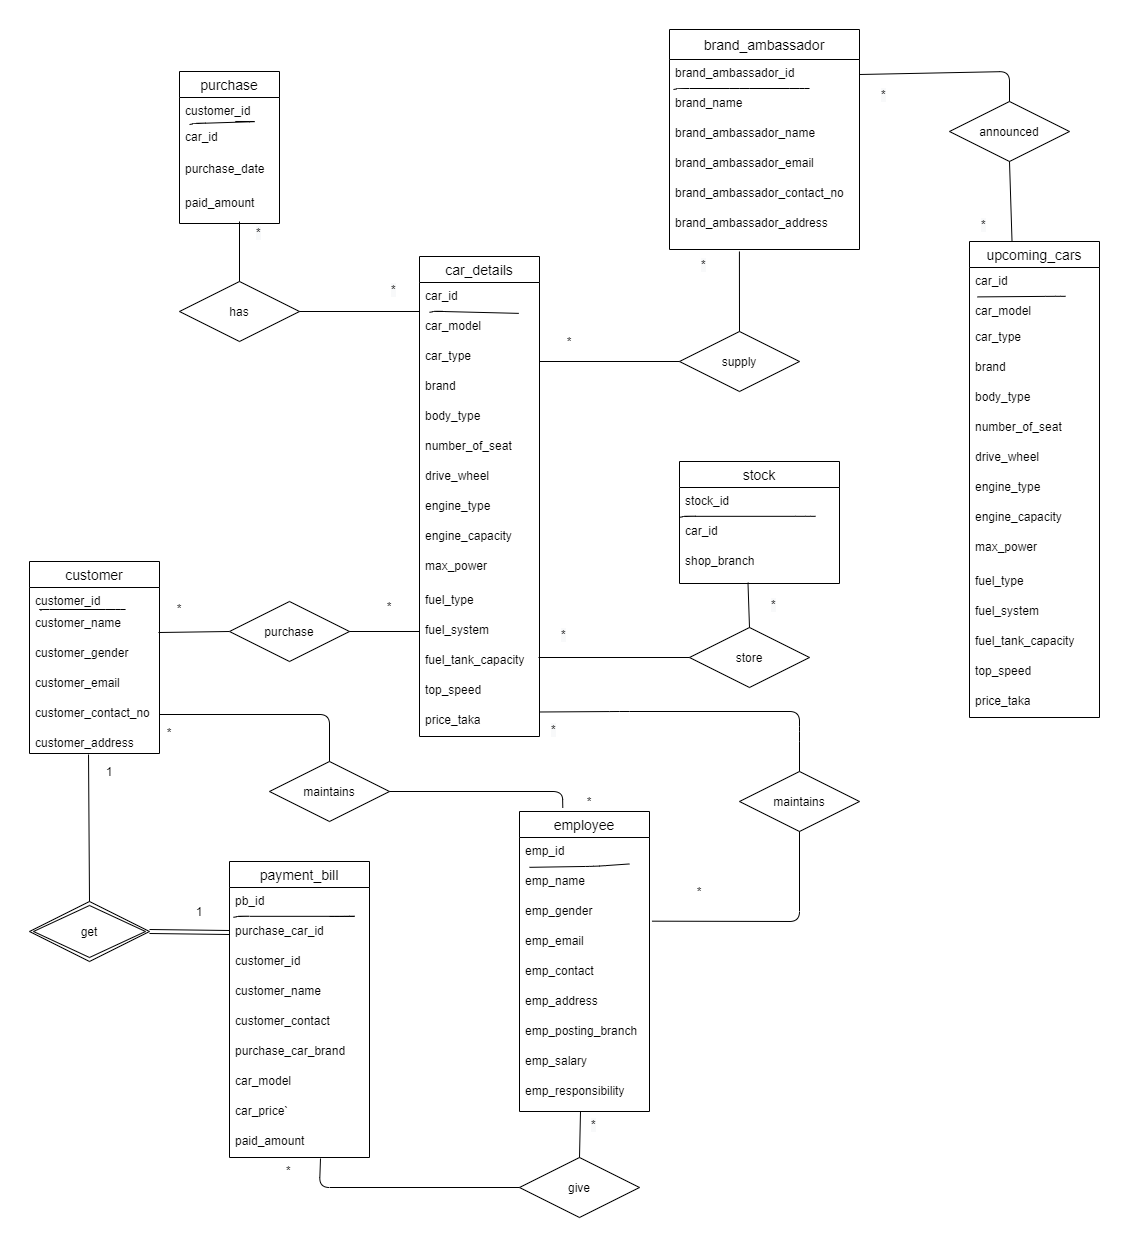 purchase
customer_id
car_id
purchase_date
paid_amount
*
has
*
car_details
car_id
car_model
car_type
brand
body_type
number_of_seat
drive_wheel
engine_type
engine_capacity
max_power
fuel_type
fuel_system
fuel_tank_capacity
top_speed
price_taka
brand_ambassador
brand_ambassador_id
brand_name
brand_ambassador_name
brand_ambassador_email
brand_ambassador_contact_no
brand_ambassador_address
*
announced
*
*
supply
*
upcoming_cars
car_id
car_model
car_type
brand
body_type
number_of_seat
drive_wheel
engine_type
engine_capacity
max_power
fuel_type
fuel_system
fuel_tank_capacity
top_speed
price_taka
stock
stock_id
car_id
shop_branch
*
store
*
customer
customer_id
customer_name
customer_gender
customer_email
customer_contact_no
customer_address
*
purchase
*
*
maintains
*
*
maintains
*
1
get
1
payment_bill
pb_id
purchase_car_id
customer_id
customer_name
customer_contact
purchase_car_brand
car_model
car_price`
paid_amount
*
employee
emp_id
emp_name
emp_gender
emp_email
emp_contact
emp_address
emp_posting_branch
emp_salary
emp_responsibility
*
give